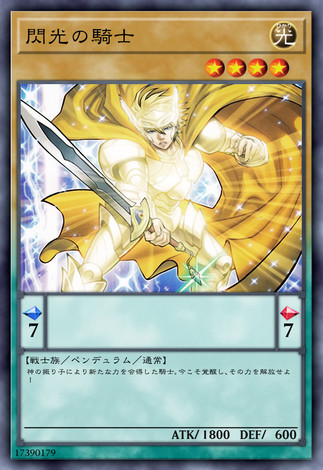 閃光の騎士
光
7 7
【戦士族／ペンデュラム／通常】
神の振り子により新たな力を会得した騎士。今こそ覚醒し、その力を解放せよ
！
ATK/ 1800 DEF/ 600
17390179